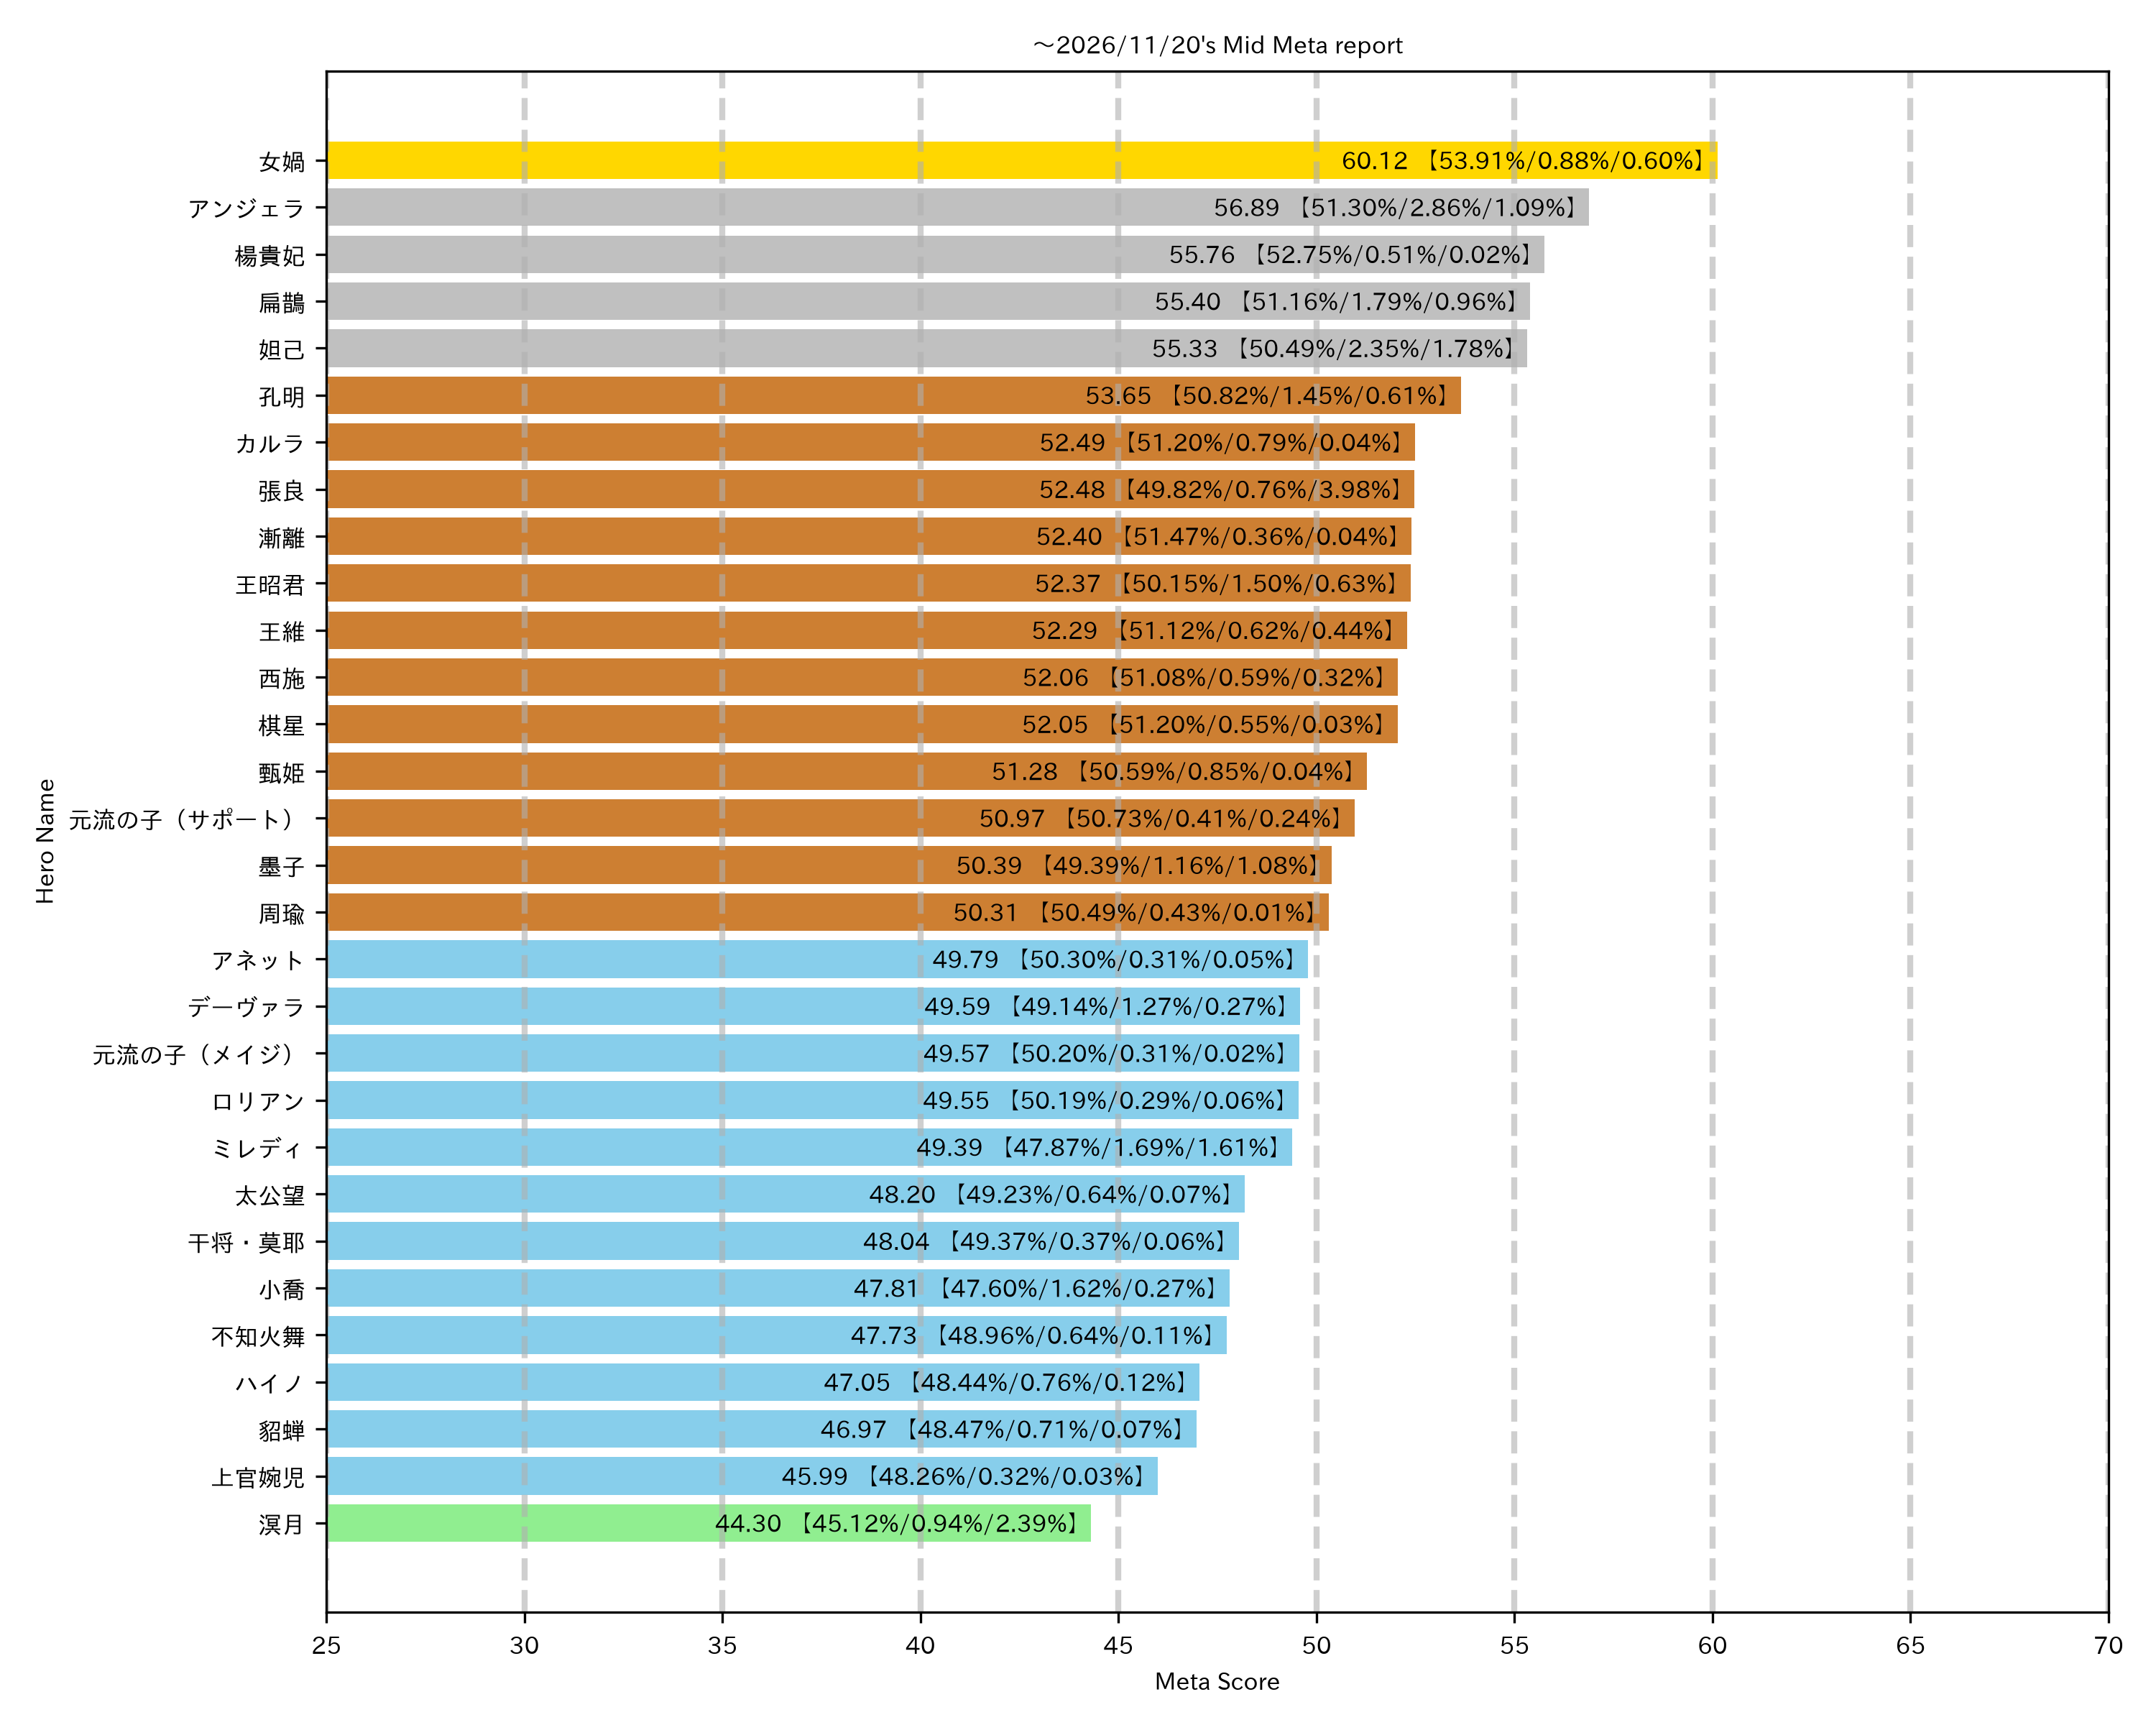 ～2026/11/20's Mid Meta report
女媧 60.12 【53.91%/0.88%/0.60%】
アンジェラ 56.89 【51.30%/2.86%/1.09%】
楊貴妃 55.76 【52.75%/0.51%/0.02%】
扁鵲 55.40 【51.16%/1.79%/0.96%】
妲己 55.33 【50.49%/2.35%/1.78%】
孔明 53.65 【50.82%/1.45%/0.61%】
カルラ 52.49 【51.20%/0.79%/0.04%】
張良 52.48 【49.82%/0.76%/3.98%】
漸離 52.40 【51.47%/0.36%/0.04%】
王昭君 52.37 【50.15%/1.50%/0.63%】
王維 52.29 【51.12%/0.62%/0.44%】
西施 52.06 【51.08%/0.59%/0.32%】
棋星 52.05 【51.20%/0.55%/0.03%】
甄姫 51.28 【50.59%/0.85%/0.04%】
元流の子（サポート） 50.97 【50.73%/0.41%/0.24%】
墨子 50.39 【49.39%/1.16%/1.08%】
周瑜 50.31 【50.49%/0.43%/0.01%】
アネット 49.79 【50.30%/0.31%/0.05%】
デーヴァラ 49.59 【49.14%/1.27%/0.27%】
元流の子（メイジ） 49.57 【50.20%/0.31%/0.02%】
ロリアン 49.55 【50.19%/0.29%/0.06%】
ミレディ 49.39 【47.87%/1.69%/1.61%】
太公望 48.20 【49.23%/0.64%/0.07%】
干将・莫耶 48.04 【49.37%/0.37%/0.06%】
小喬 47.81 【47.60%/1.62%/0.27%】
不知火舞 47.73 【48.96%/0.64%/0.11%】
ハイノ 47.05 【48.44%/0.76%/0.12%】
貂蝉 46.97 【48.47%/0.71%/0.07%】
上官婉児 45.99 【48.26%/0.32%/0.03%】
溟月 44.30 【45.12%/0.94%/2.39%】
Hero Name
25 30 35 40 45 50 55 60 65 70
Meta Score